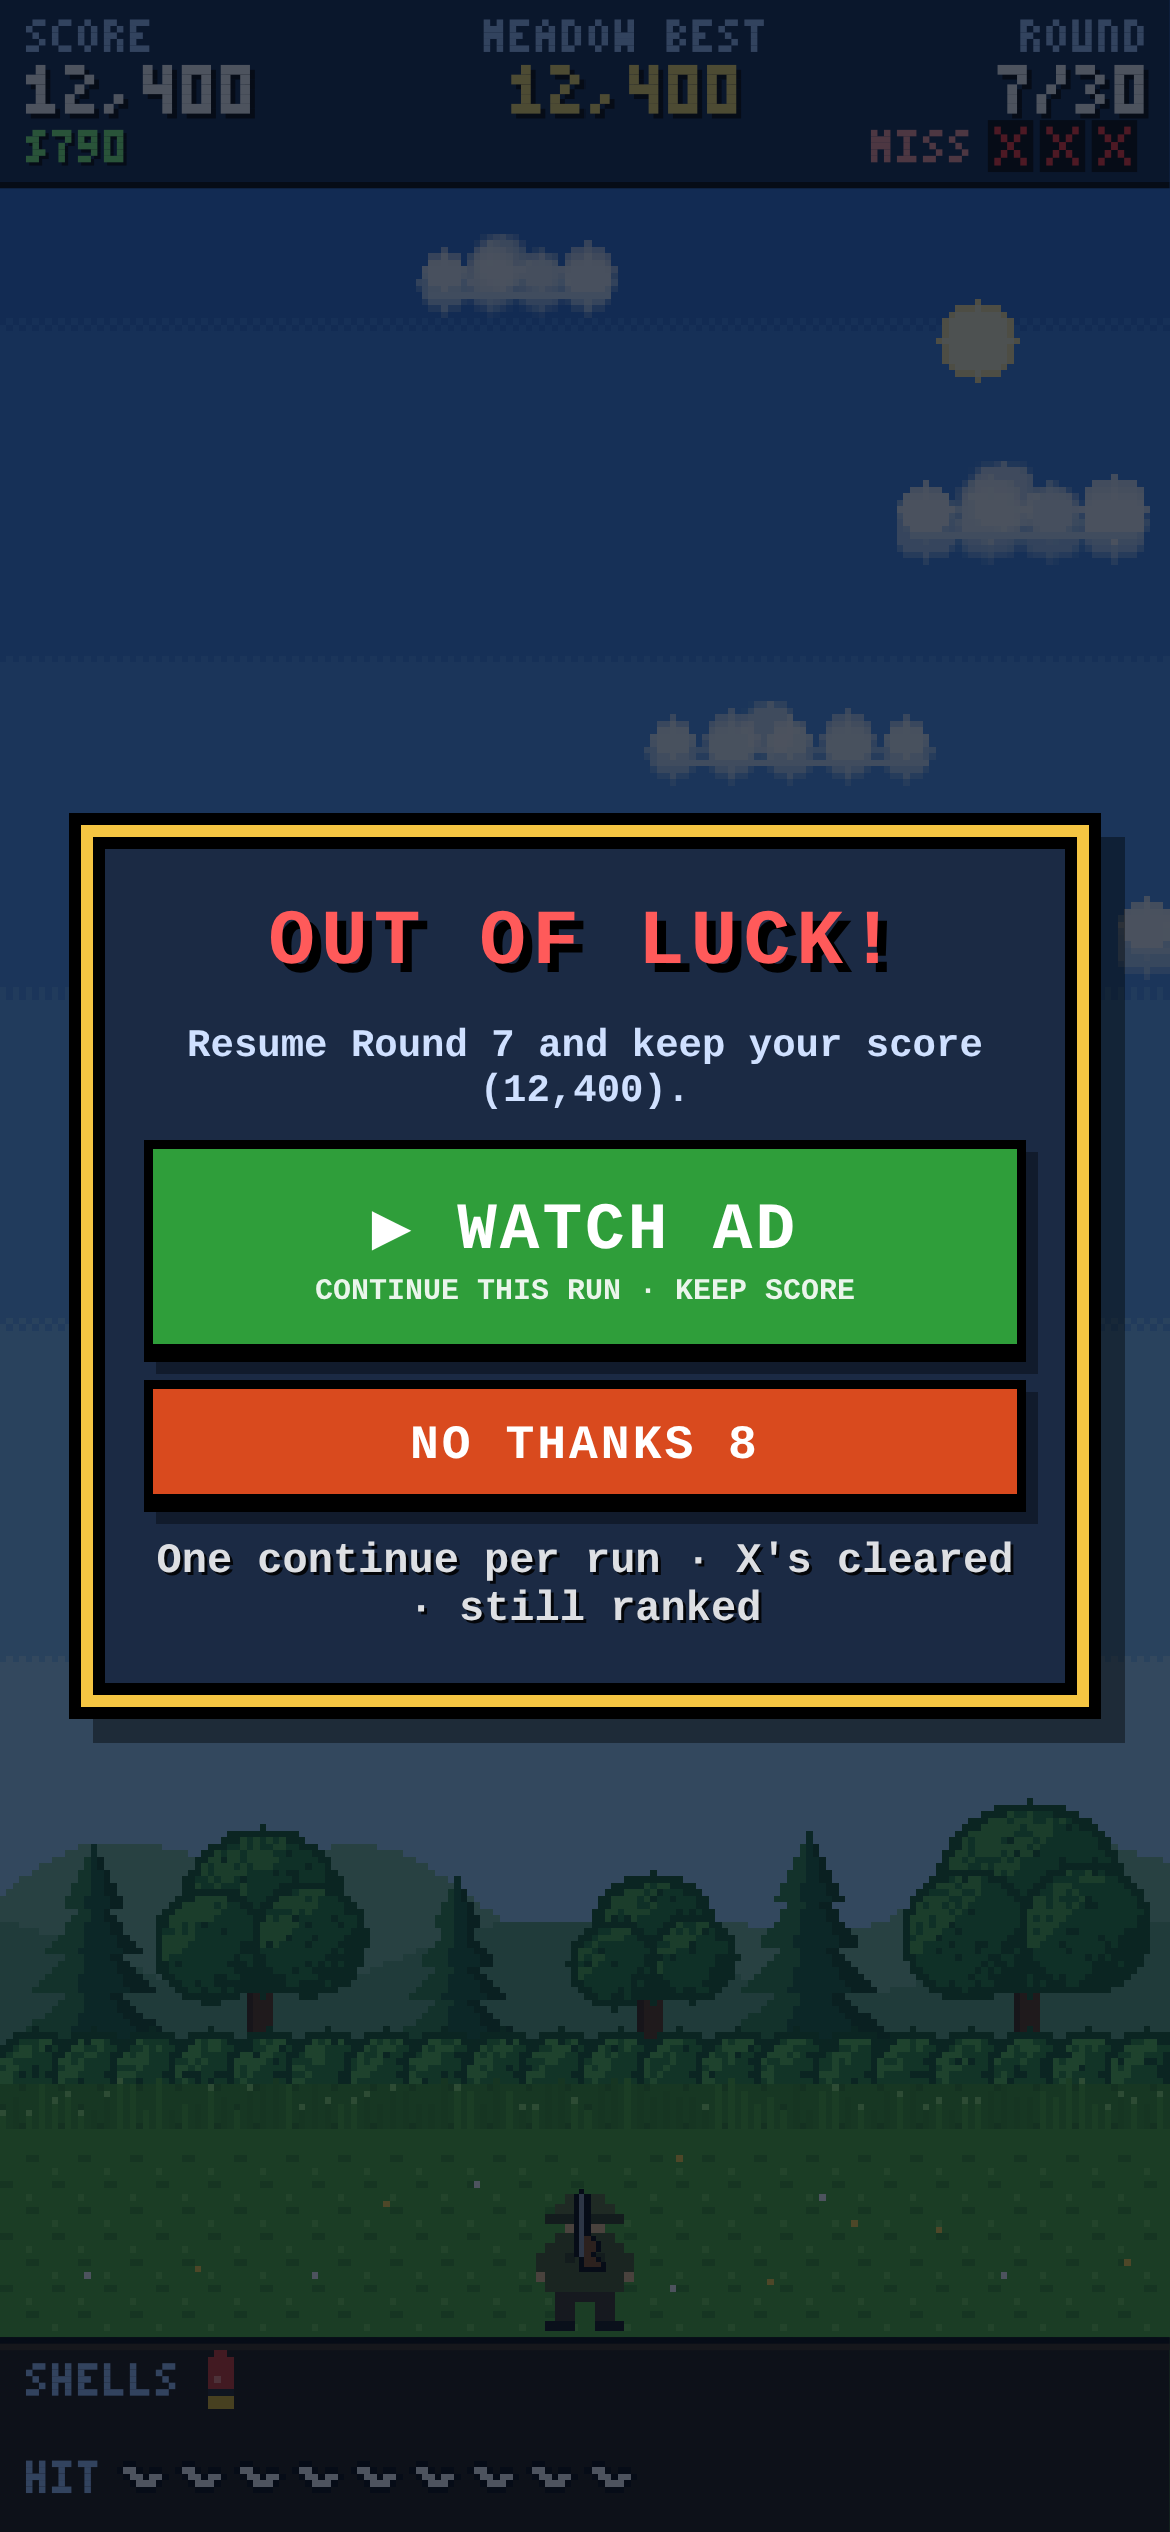 SCORE MEADOW BEST ROUND
12,400 12,400 7/30
$790 MISS X X X
OUT OF LUCK!
Resume Round 7 and keep your score
(12,400).
▶ WATCH AD
CONTINUE THIS RUN · KEEP SCORE
NO THANKS 8
One continue per run · X's cleared
· still ranked
SHELLS
HIT